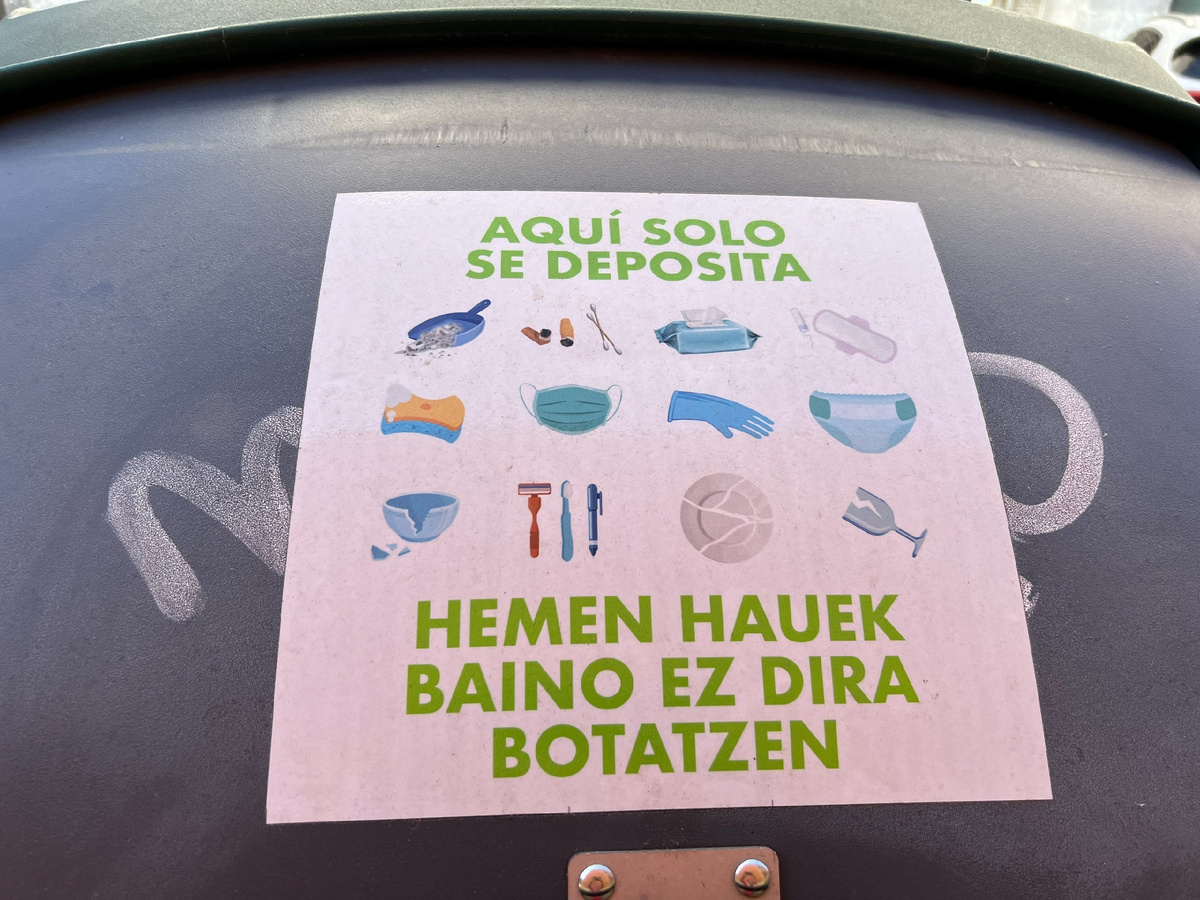 AQUÍ SOLO
SE DEPOSITA
HEMEN HAUEK
BAINO EZ DIRA
BOTATZEN